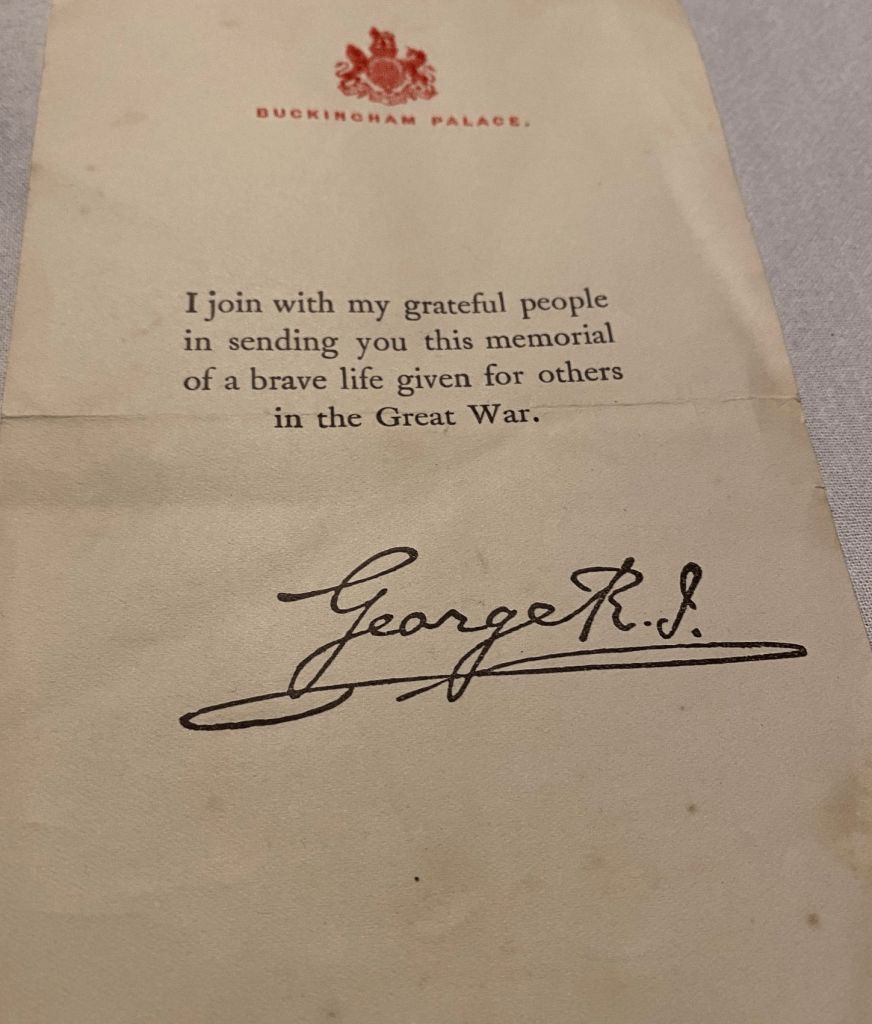 BUCKINGHAM PALACE.
I join with my grateful people
in sending you this memorial
of a brave life given for others
in the Great War.
George R.I.